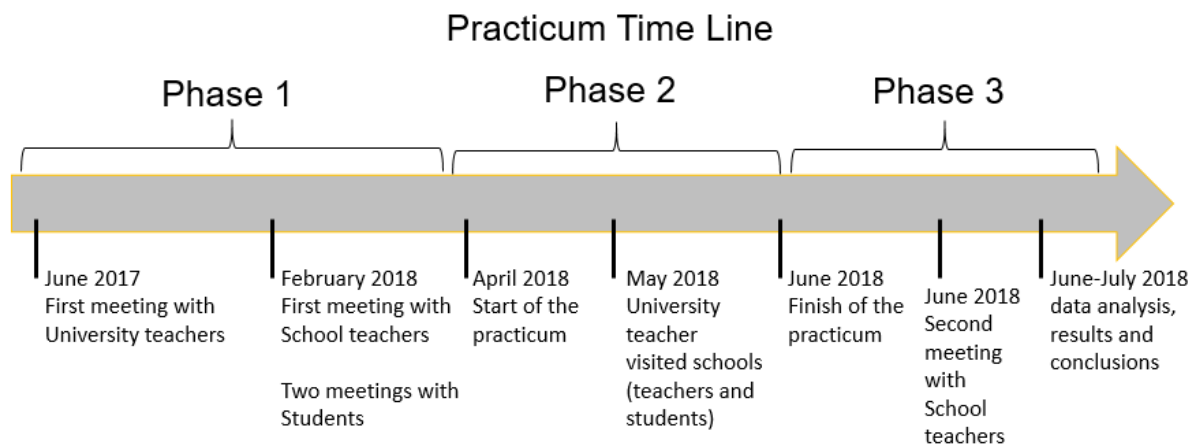 Practicum Time Line
Phase 1
Phase 2
Phase 3
June 2017
First meeting with
University teachers
February 2018
First meeting with
School teachers
Two meetings with
Students
April 2018
Start of the
practicum
May 2018
University
teacher
visited schools
(teachers and
students)
June 2018
Finish of the
practicum
June 2018
Second
meeting
with
School
teachers
June-July 2018
data analysis,
results and
conclusions